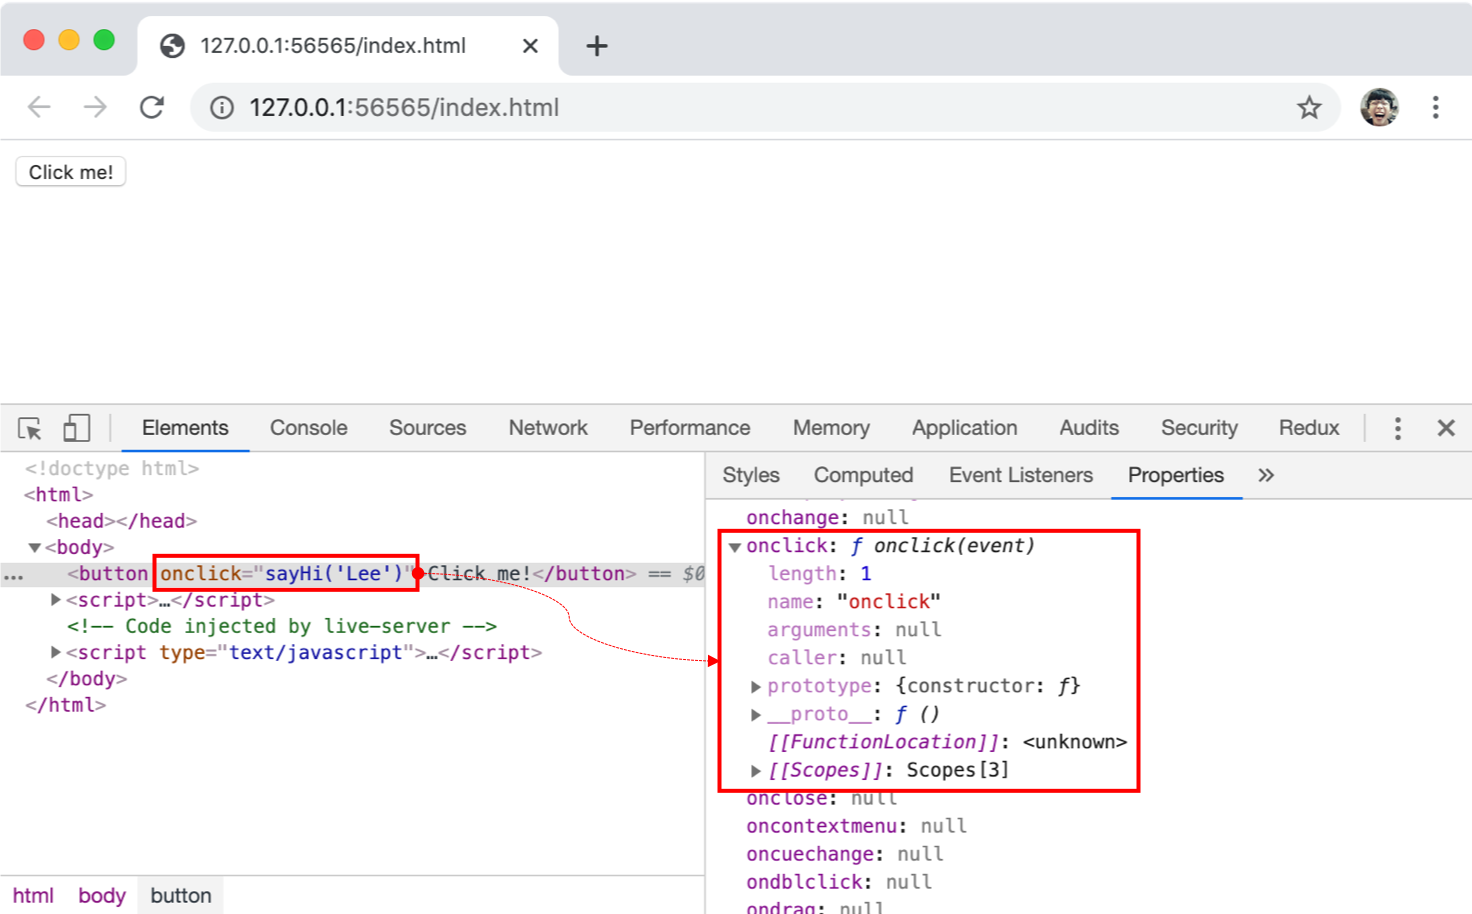 127.0.0.1:56565/index.html
127.0.0.1:56565/index.html
Click me!
Elements Console Sources Network Performance Memory Application Audits Security Redux
<!doctype html>
<html>
<head></head>
<body>
... <button onclick="sayHi('Lee')" Click me!</button> == $0
<script>…</script>
<!-- Code injected by live-server -->
<script type="text/javascript">…</script>
</body>
</html>
html body button
Styles Computed Event Listeners Properties »
onchange: null
onclick: ƒ onclick(event)
length: 1
name: "onclick"
arguments: null
caller: null
prototype: {constructor: ƒ}
__proto__: ƒ ()
[[FunctionLocation]]: <unknown>
[[Scopes]]: Scopes[3]
onclose: null
oncontextmenu: null
oncuechange: null
ondblclick: null
ondrag: null